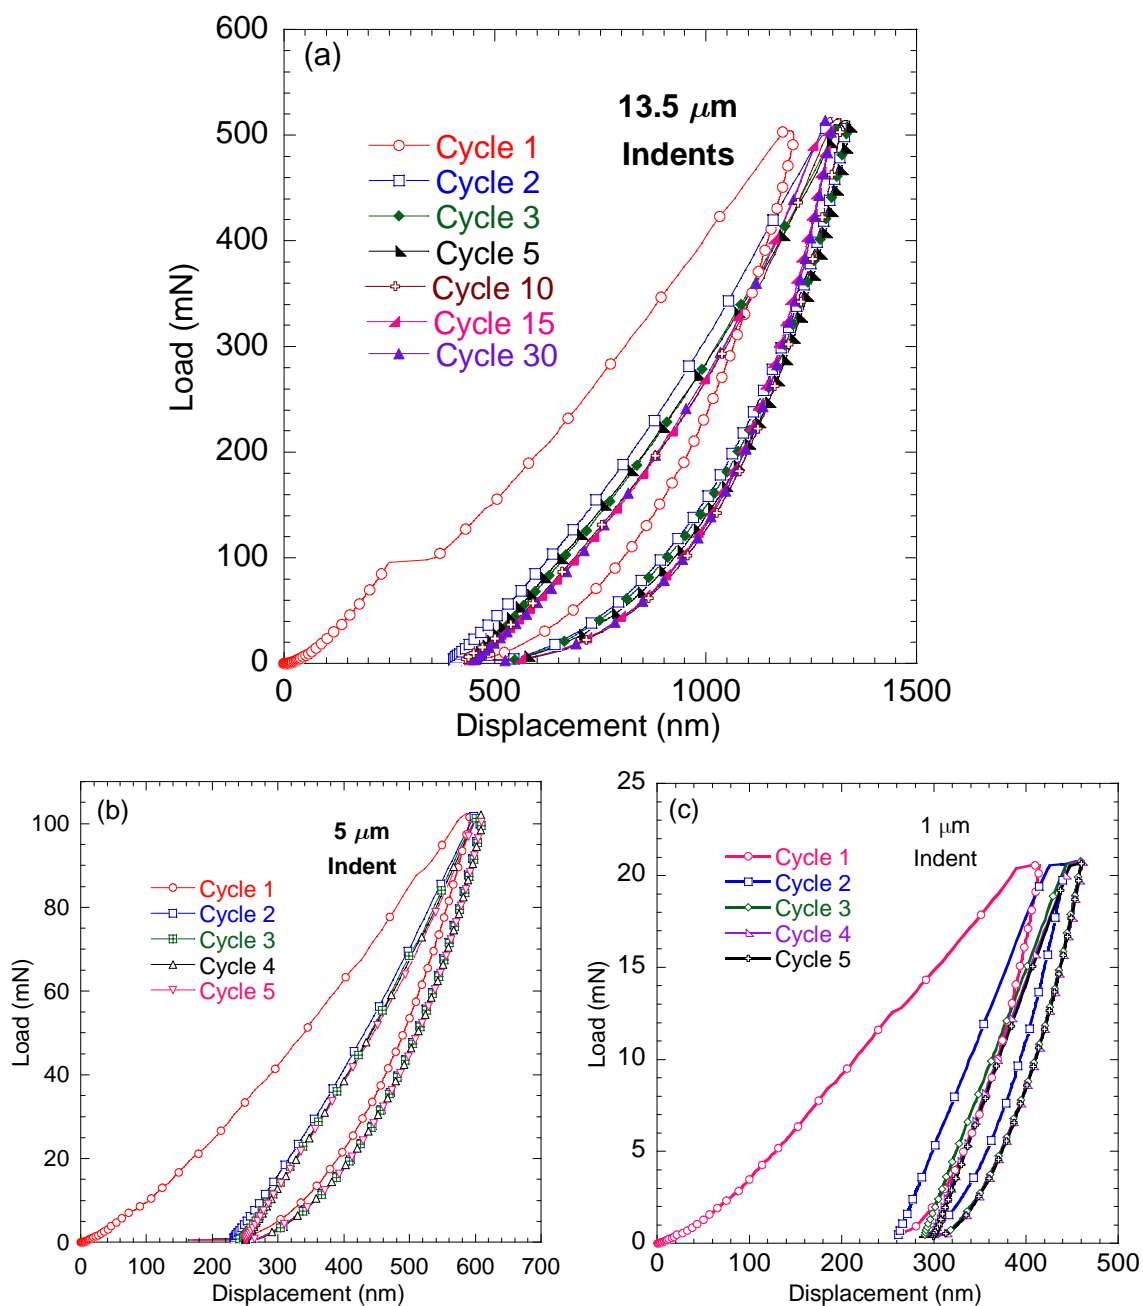 (a)
13.5 μm
Indents
Cycle 1
Cycle 2
Cycle 3
Cycle 5
Cycle 10
Cycle 15
Cycle 30
Load (mN)
600
500
400
300
200
100
0
0 500 1000 1500
Displacement (nm)
(b)
5 μm
Indent
Cycle 1
Cycle 2
Cycle 3
Cycle 4
Cycle 5
Load (mN)
100
80
60
40
20
0
0 100 200 300 400 500 600 700
Displacement (nm)
(c)
1 μm
Indent
Cycle 1
Cycle 2
Cycle 3
Cycle 4
Cycle 5
Load (mN)
25
20
15
10
5
0
0 100 200 300 400 500
Displacement (nm)